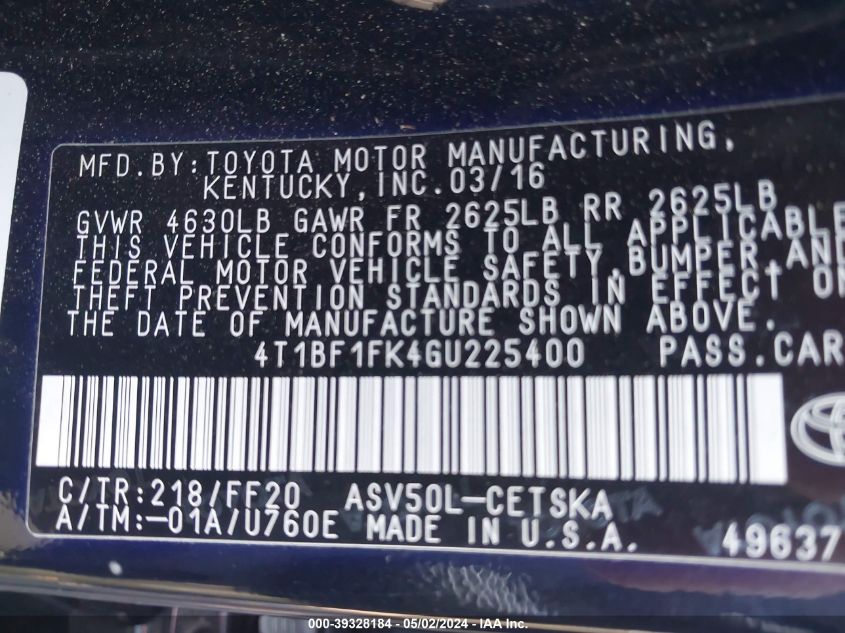 MFD.BY:TOYOTA MOTOR MANUFACTURING,
KENTUCKY,INC.03/16
GVWR 4630LB GAWR FR 2625LB RR 2625LB
THIS VEHICLE CONFORMS TO ALL APPLICABLE
FEDERAL MOTOR VEHICLE SAFETY,BUMPER,AND
THEFT PREVENTION STANDARDS IN EFFECT ON
THE DATE OF MANUFACTURE SHOWN ABOVE.
4T1BF1FK4GU225400 PASS.CAR
C/TR:218/FF20 ASV50L-CETSKA
A/TM:-01A/U760E MADE IN U.S.A.
49637
000-39328184 - 05/02/2024 - IAA Inc.